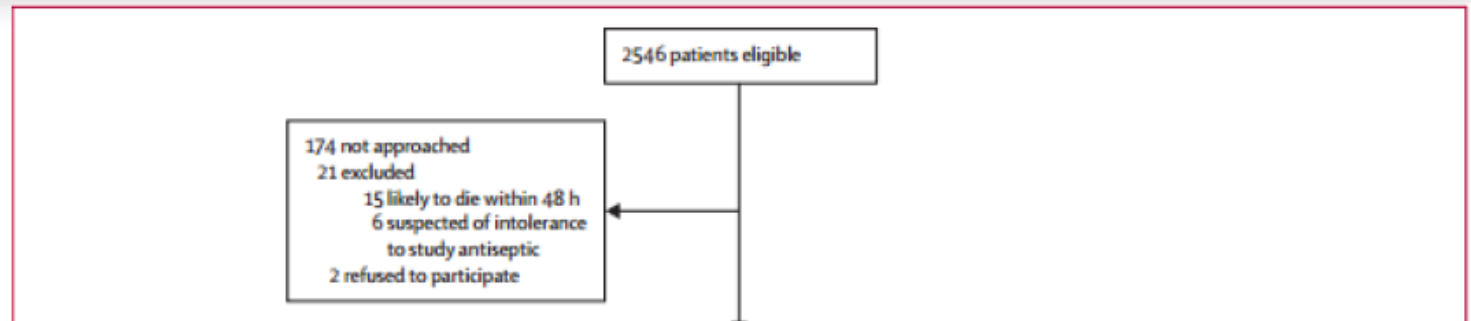 2546 patients eligible
174 not approached
21 excluded
15 likely to die within 48 h
6 suspected of intolerance
to study antiseptic
2 refused to participate